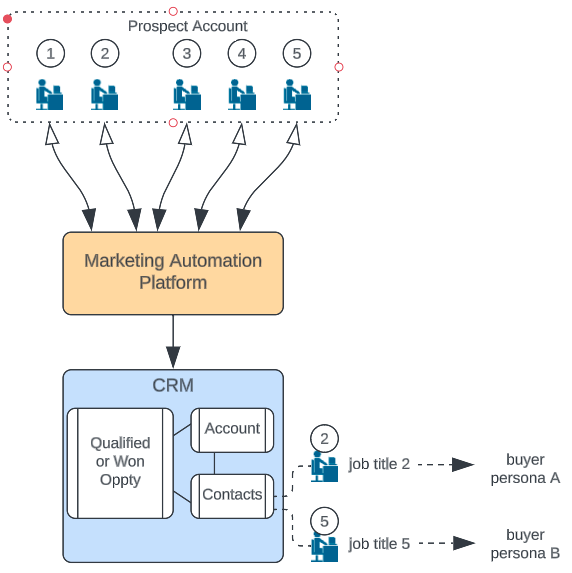 Prospect Account
1 2 3 4 5
Marketing Automation
Platform
CRM
Qualified
or Won
Oppty
Account
Contacts
2
job title 2
buyer
persona A
5
job title 5
buyer
persona B